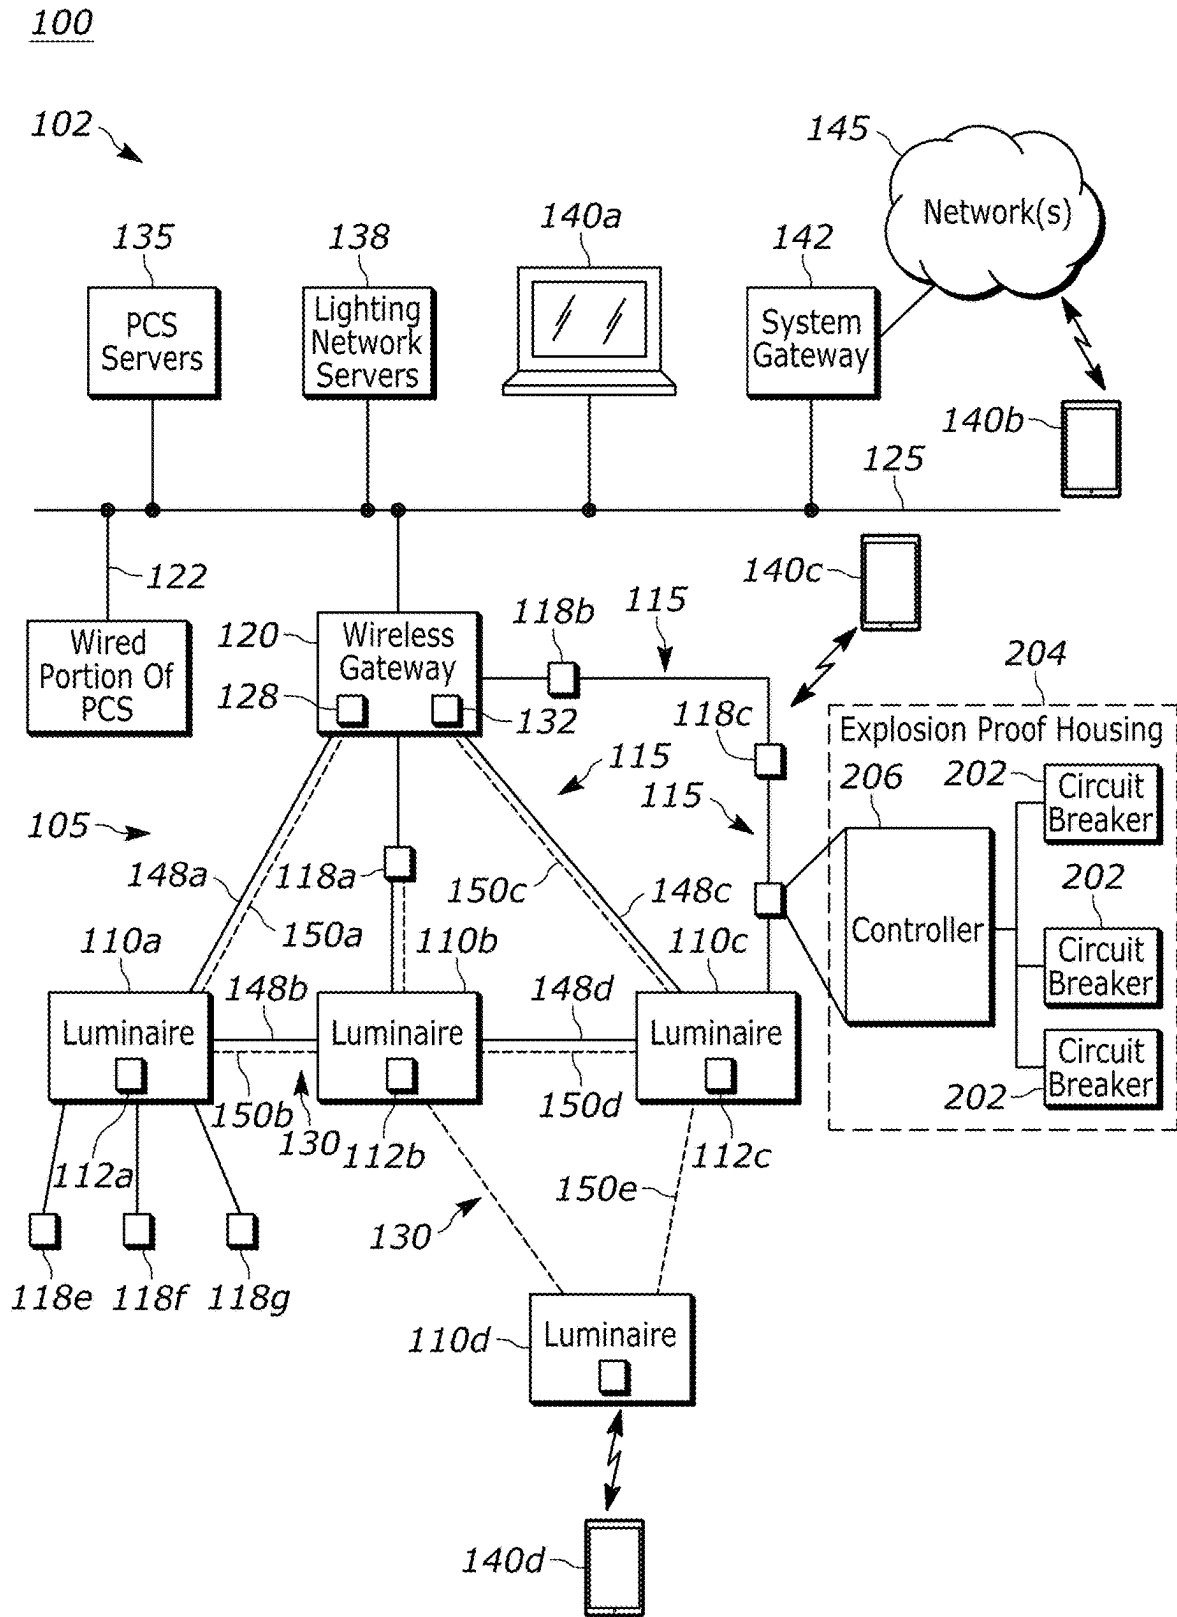 100
102
145
Network(s)
135
138
140a
142
PCS
Servers
Lighting
Network
Servers
System
Gateway
140b
125
122
140c
115
118b
120
Wireless
Gateway
Wired
Portion Of
PCS
204
128
132
118c
Explosion Proof Housing
115
115
206
202
Circuit
Breaker
105
148a
118a
150c
148c
202
110a
150a
110b
110c
Controller
Circuit
Breaker
148b
148d
Luminaire
Luminaire
Luminaire
Circuit
Breaker
150b
150d
202
130
112a
112b
112c
150e
130
118e
118f
118g
110d
Luminaire
140d